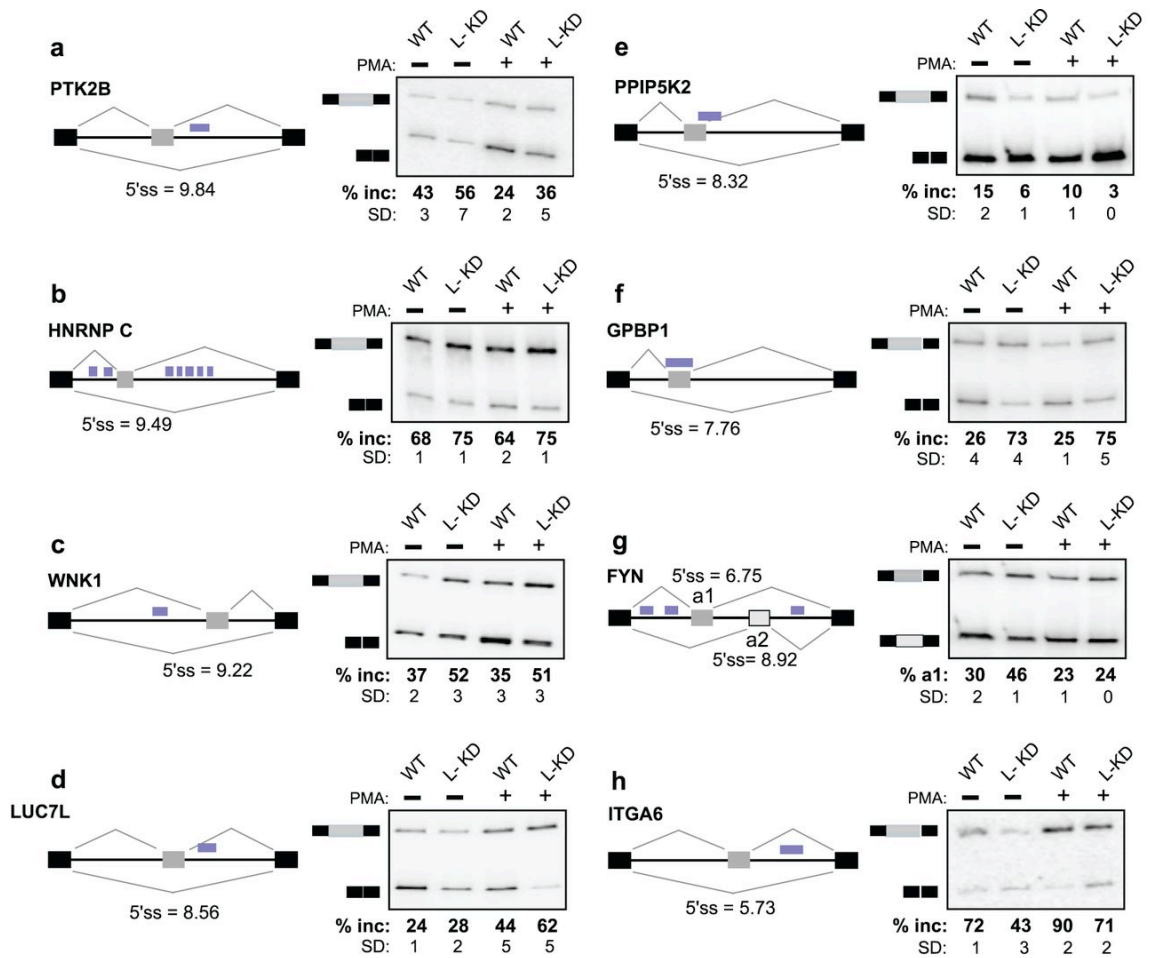 a
PTK2B
5'ss = 9.84
WT L- KD WT L-KD
PMA: − − + +
% inc: 43 56 24 36
SD: 3 7 2 5
b
HNRNP C
5'ss = 9.49
WT L- KD WT L-KD
PMA: − − + +
% inc: 68 75 64 75
SD: 1 1 2 1
c
WNK1
5'ss = 9.22
WT L- KD WT L-KD
PMA: − − + +
% inc: 37 52 35 51
SD: 2 3 3 3
d
LUC7L
5'ss = 8.56
WT L- KD WT L-KD
PMA: − − + +
% inc: 24 28 44 62
SD: 1 2 5 5
e
PPIP5K2
5'ss = 8.32
WT L- KD WT L-KD
PMA: − − + +
% inc: 15 6 10 3
SD: 2 1 1 0
f
GPBP1
5'ss = 7.76
WT L- KD WT L-KD
PMA: − − + +
% inc: 26 73 25 75
SD: 4 4 1 5
g
FYN
5'ss = 6.75
a1
a2
5'ss= 8.92
WT L- KD WT L-KD
PMA: − − + +
% a1: 30 46 23 24
SD: 2 1 1 0
h
ITGA6
5'ss = 5.73
WT L- KD WT L-KD
PMA: − − + +
% inc: 72 43 90 71
SD: 1 3 2 2